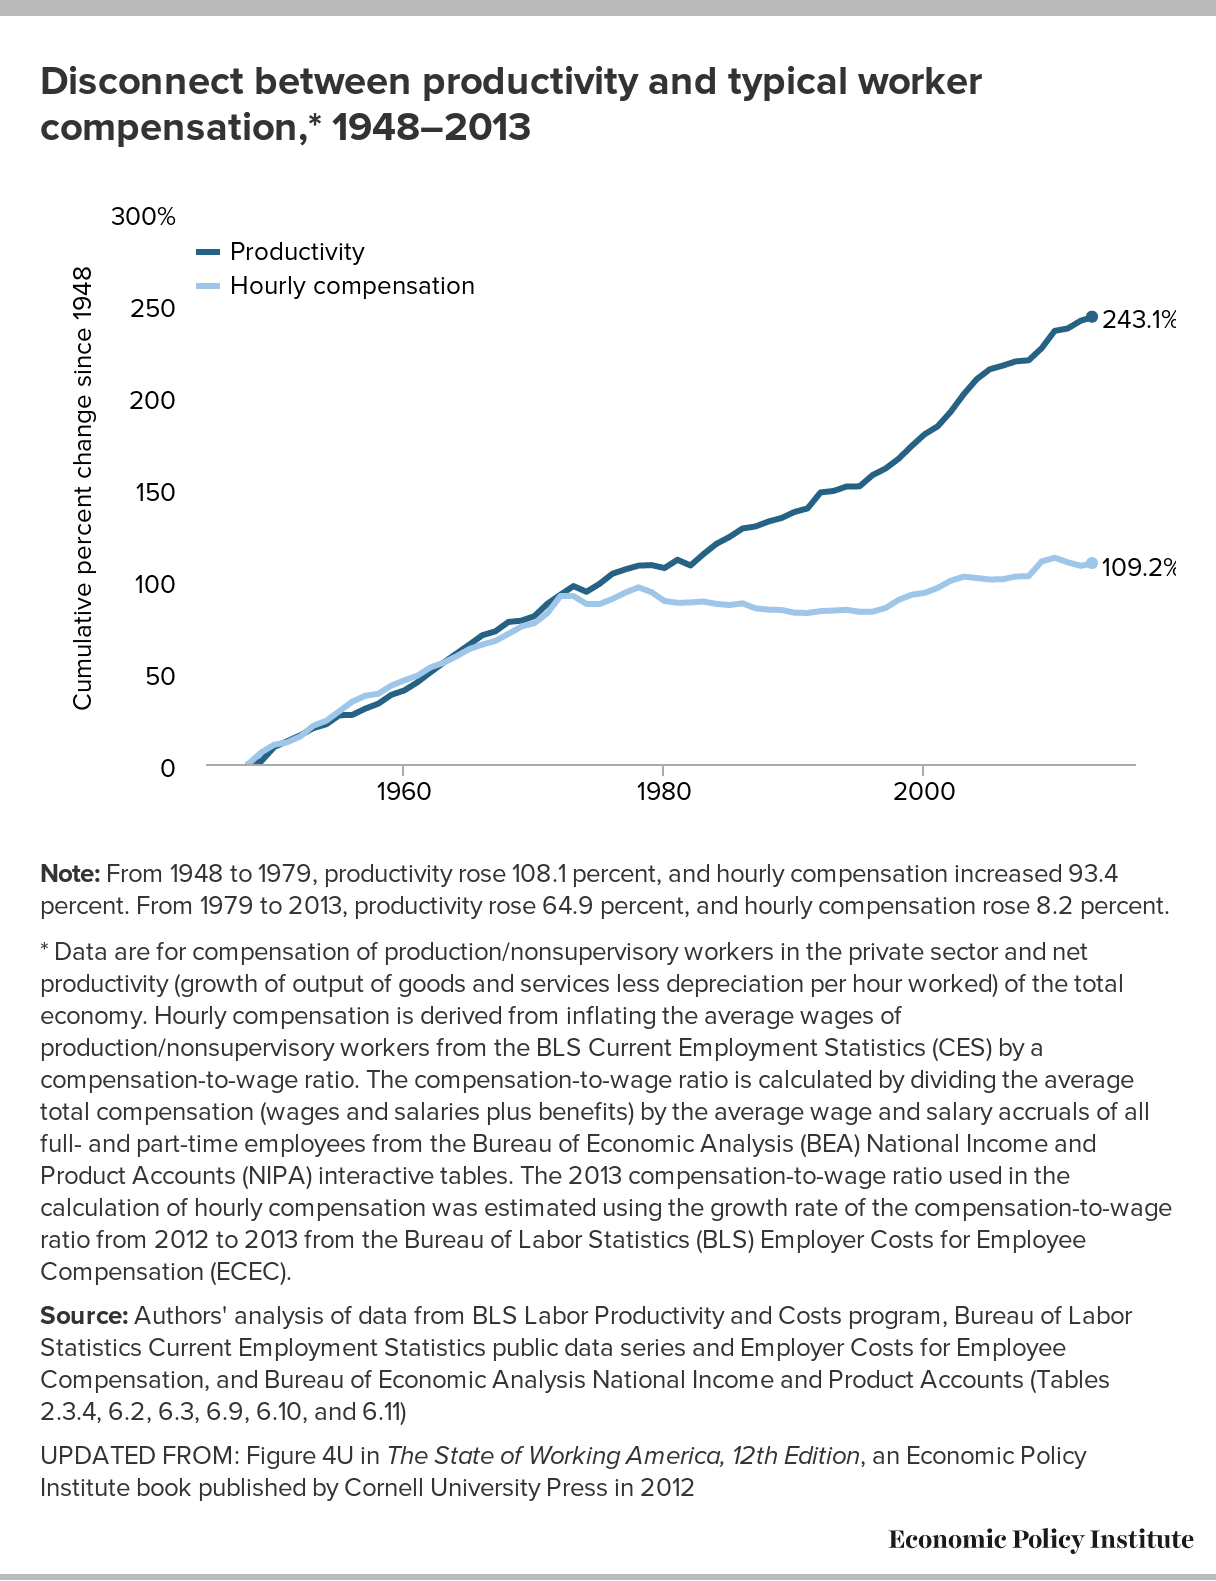 Disconnect between productivity and typical worker
compensation,* 1948–2013
300%
Productivity
Hourly compensation
250
200
150
100
50
0
Cumulative percent change since 1948
243.1%
109.2%
1960
1980
2000
Note: From 1948 to 1979, productivity rose 108.1 percent, and hourly compensation increased 93.4
percent. From 1979 to 2013, productivity rose 64.9 percent, and hourly compensation rose 8.2 percent.
* Data are for compensation of production/nonsupervisory workers in the private sector and net
productivity (growth of output of goods and services less depreciation per hour worked) of the total
economy. Hourly compensation is derived from inflating the average wages of
production/nonsupervisory workers from the BLS Current Employment Statistics (CES) by a
compensation-to-wage ratio. The compensation-to-wage ratio is calculated by dividing the average
total compensation (wages and salaries plus benefits) by the average wage and salary accruals of all
full- and part-time employees from the Bureau of Economic Analysis (BEA) National Income and
Product Accounts (NIPA) interactive tables. The 2013 compensation-to-wage ratio used in the
calculation of hourly compensation was estimated using the growth rate of the compensation-to-wage
ratio from 2012 to 2013 from the Bureau of Labor Statistics (BLS) Employer Costs for Employee
Compensation (ECEC).
Source: Authors' analysis of data from BLS Labor Productivity and Costs program, Bureau of Labor
Statistics Current Employment Statistics public data series and Employer Costs for Employee
Compensation, and Bureau of Economic Analysis National Income and Product Accounts (Tables
2.3.4, 6.2, 6.3, 6.9, 6.10, and 6.11)
UPDATED FROM: Figure 4U in The State of Working America, 12th Edition, an Economic Policy
Institute book published by Cornell University Press in 2012
Economic Policy Institute